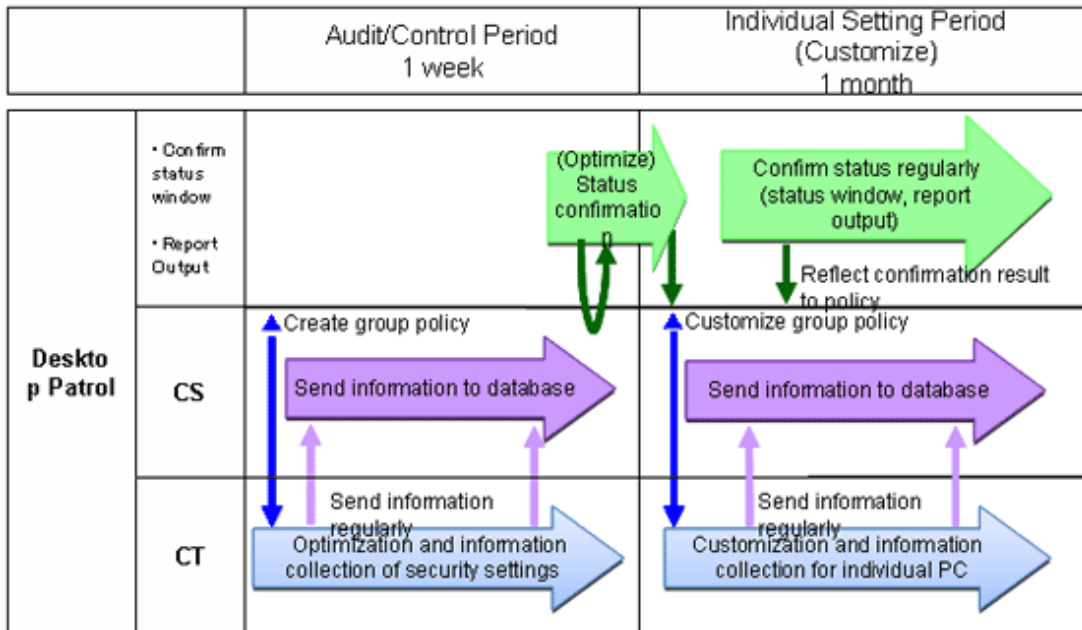 Audit/Control Period
1 week
Individual Setting Period
(Customize)
1 month
Deskto
p Patrol
• Confirm
status
window
• Report
Output
(Optimize)
Status
confirmatio
n
Confirm status regularly
(status window, report
output)
Reflect confirmation result
to policy
CS
Create group policy
Send information to database
Customize group policy
Send information to database
CT
Send information
regularly
Optimization and information
collection of security settings
Send information
regularly
Customization and information
collection for individual PC